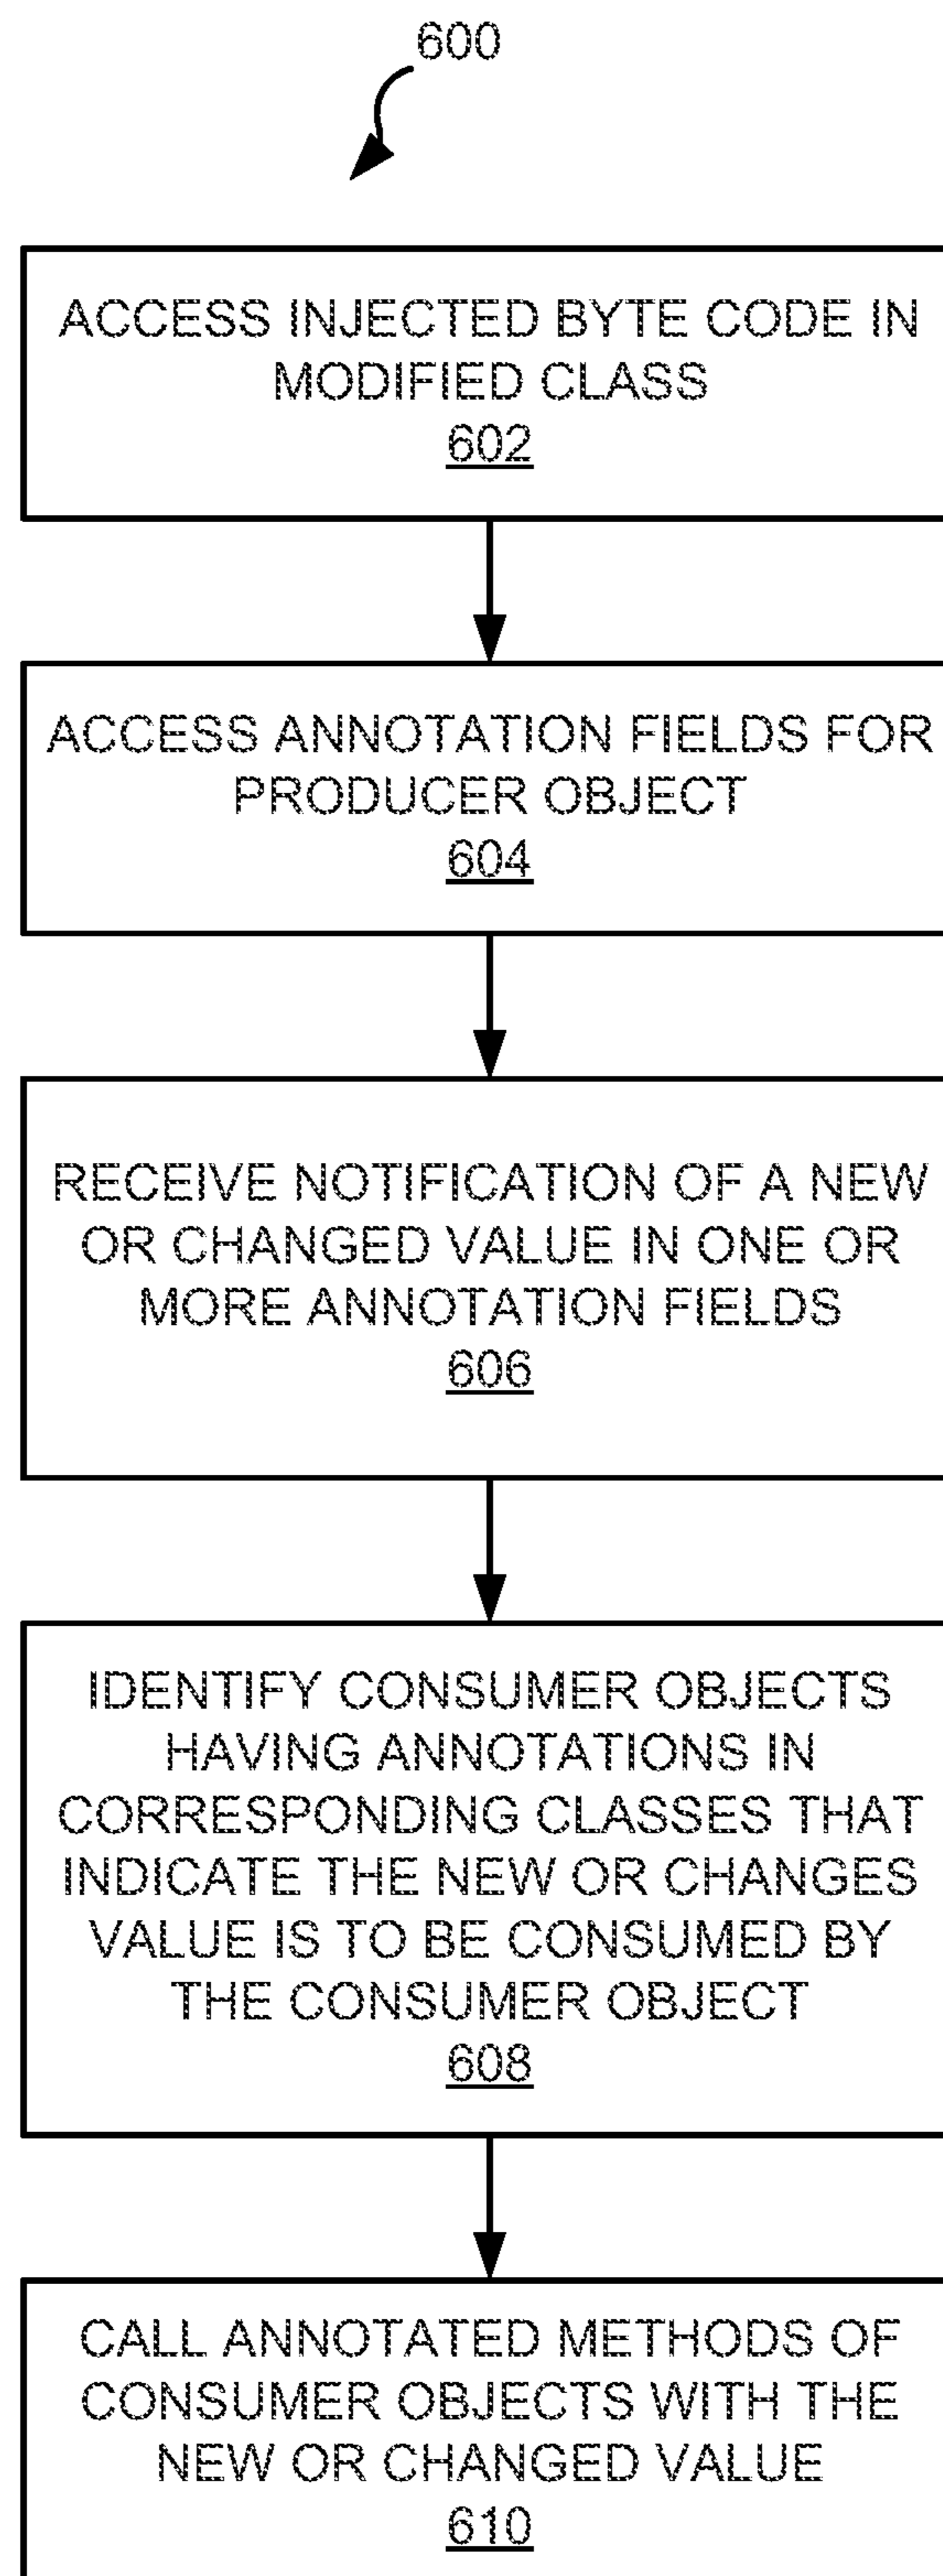 600
ACCESS INJECTED BYTE CODE IN
MODIFIED CLASS
602
ACCESS ANNOTATION FIELDS FOR
PRODUCER OBJECT
604
RECEIVE NOTIFICATION OF A NEW
OR CHANGED VALUE IN ONE OR
MORE ANNOTATION FIELDS
606
IDENTIFY CONSUMER OBJECTS
HAVING ANNOTATIONS IN
CORRESPONDING CLASSES THAT
INDICATE THE NEW OR CHANGES
VALUE IS TO BE CONSUMED BY
THE CONSUMER OBJECT
608
CALL ANNOTATED METHODS OF
CONSUMER OBJECTS WITH THE
NEW OR CHANGED VALUE
610